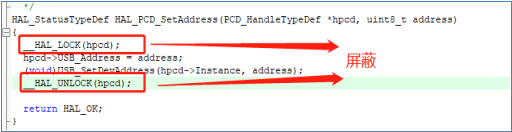 */
HAL_StatusTypeDef HAL_PCD_SetAddress(PCD_HandleTypeDef *hpcd, uint8_t address)
{
__HAL_LOCK(hpcd);
hpcd->USB_Address = address;
(void)USB_SetDevAddress(hpcd->Instance, address);
__HAL_UNLOCK(hpcd);
屏蔽
return HAL_OK;
}